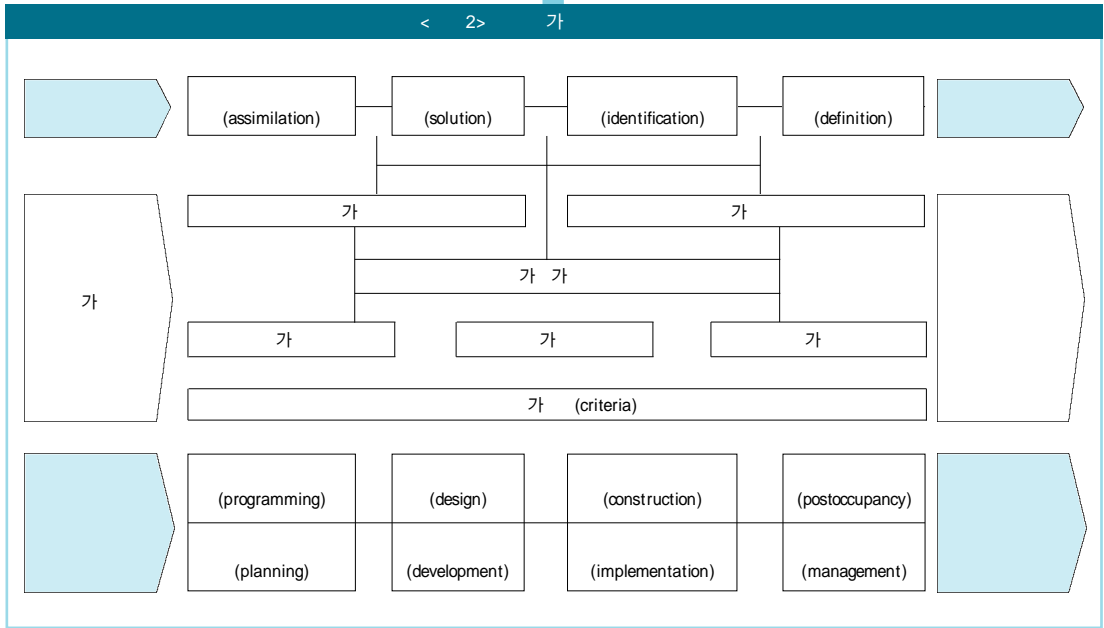 < 2> 가
(assimilation) (solution) (identification) (definition)
가 가
가 가
가
가 가 가
가 (criteria)
(programming) (design) (construction) (postoccupancy)
(planning) (development) (implementation) (management)